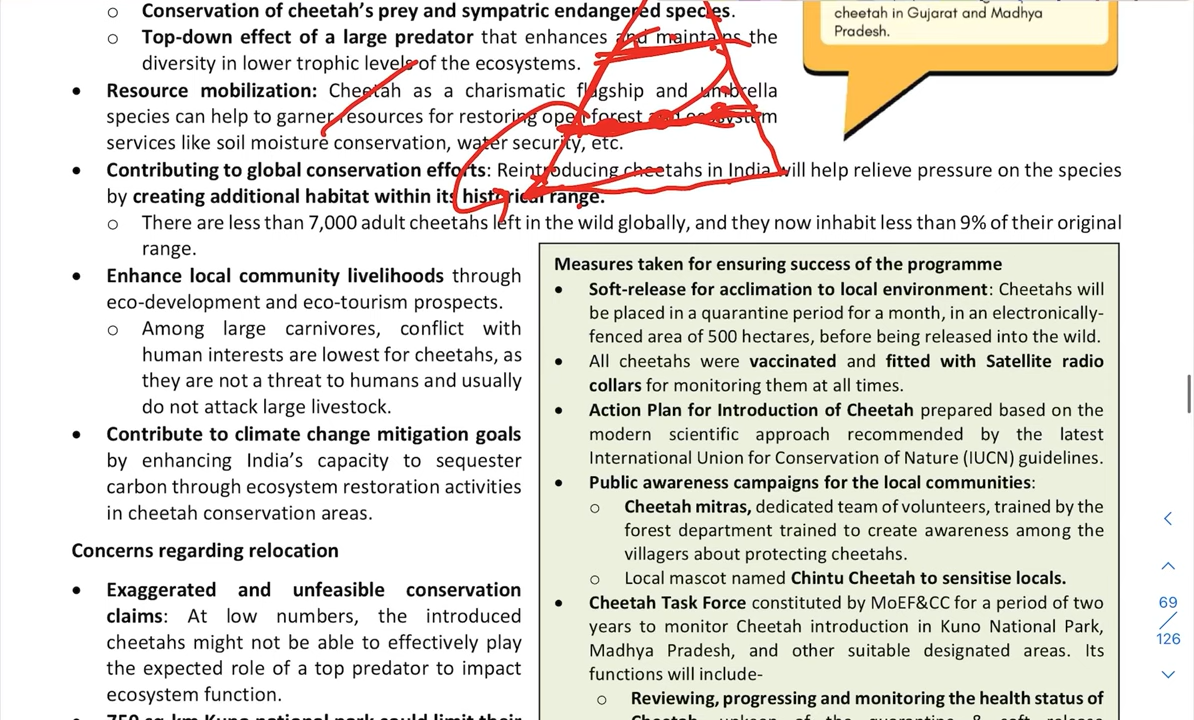 o Conservation of cheetah's prey and sympatric endangered species.
o Top-down effect of a large predator that enhances and maintains the
diversity in lower trophic levels of the ecosystems.
• Resource mobilization: Cheetah as a charismatic flagship and umbrella
species can help to garner resources for restoring open forest and ecosystem
services like soil moisture conservation, water security, etc.
• Contributing to global conservation efforts: Reintroducing cheetahs in India will help relieve pressure on the species
by creating additional habitat within its historical range.
o There are less than 7,000 adult cheetahs left in the wild globally, and they now inhabit less than 9% of their original
range.
• Enhance local community livelihoods through
eco-development and eco-tourism prospects.
o Among large carnivores, conflict with
human interests are lowest for cheetahs, as
they are not a threat to humans and usually
do not attack large livestock.
• Contribute to climate change mitigation goals
by enhancing India's capacity to sequester
carbon through ecosystem restoration activities
in cheetah conservation areas.
Concerns regarding relocation
• Exaggerated and unfeasible conservation
claims: At low numbers, the introduced
cheetahs might not be able to effectively play
the expected role of a top predator to impact
ecosystem function.
• 750 sq km Kuno national park could limit their
cheetah in Gujarat and Madhya
Pradesh.
Measures taken for ensuring success of the programme
• Soft-release for acclimation to local environment: Cheetahs will
be placed in a quarantine period for a month, in an electronically-
fenced area of 500 hectares, before being released into the wild.
• All cheetahs were vaccinated and fitted with Satellite radio
collars for monitoring them at all times.
• Action Plan for Introduction of Cheetah prepared based on the
modern scientific approach recommended by the latest
International Union for Conservation of Nature (IUCN) guidelines.
• Public awareness campaigns for the local communities:
o Cheetah mitras, dedicated team of volunteers, trained by the
forest department trained to create awareness among the
villagers about protecting cheetahs.
o Local mascot named Chintu Cheetah to sensitise locals.
• Cheetah Task Force constituted by MoEF&CC for a period of two
years to monitor Cheetah introduction in Kuno National Park,
Madhya Pradesh, and other suitable designated areas. Its
functions will include-
o Reviewing, progressing and monitoring the health status of
Cheetah, upkeep of the quarantine & soft release
69
126